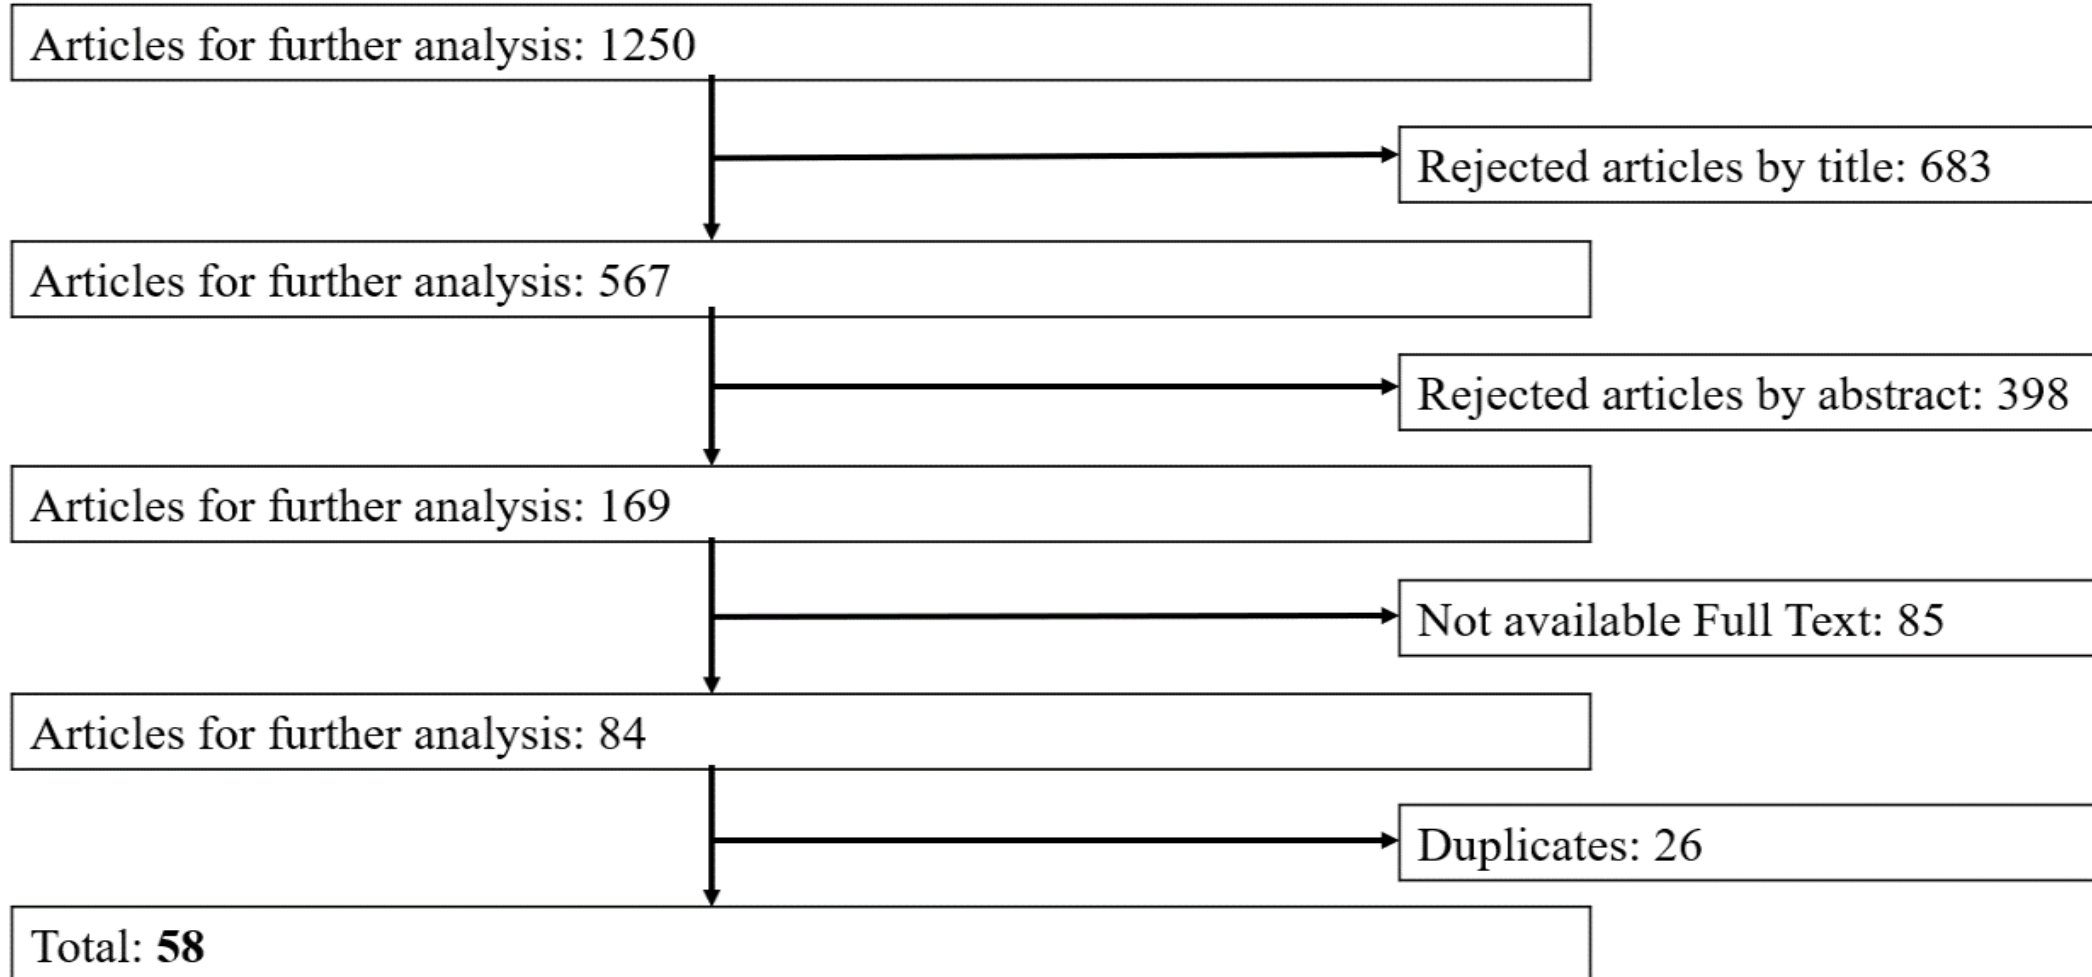 Articles for further analysis: 1250
Rejected articles by title: 683
Articles for further analysis: 567
Rejected articles by abstract: 398
Articles for further analysis: 169
Not available Full Text: 85
Articles for further analysis: 84
Duplicates: 26
Total: 58